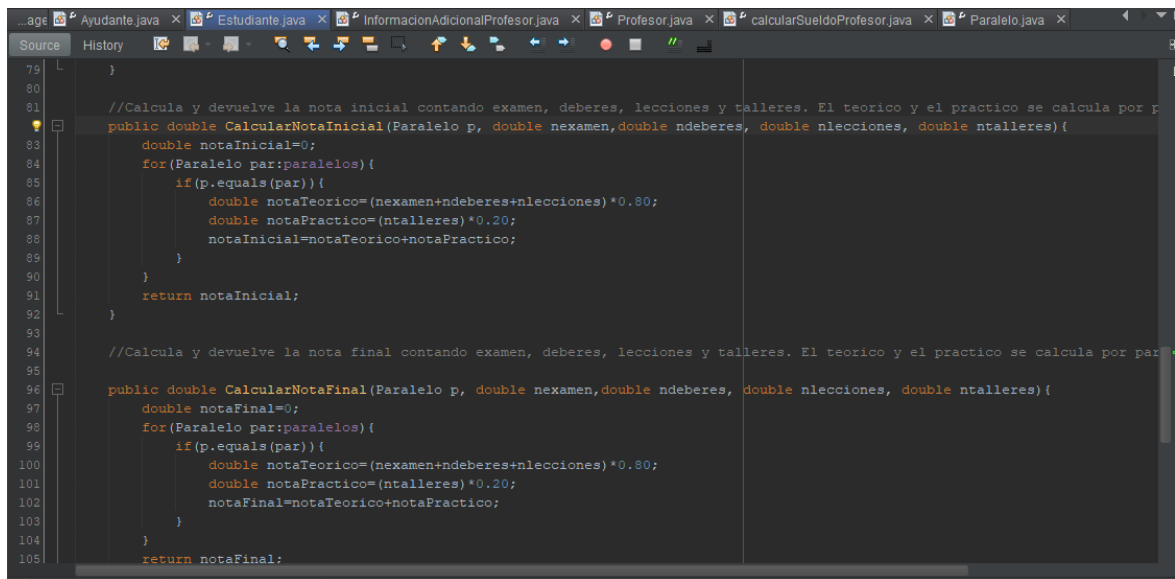 ...age Ayudante.java × Estudiante.java × InformacionAdicionalProfesor.java × Profesor.java × calcularSueldoProfesor.java × Paralelo.java ×
Source History
79 }
80
81 //Calcula y devuelve la nota inicial contando examen, deberes, lecciones y talleres. El teorico y el practico se calcula por p
public double CalcularNotaInicial(Paralelo p, double nexamen,double ndeberes, double nlecciones, double ntalleres){
83 double notaInicial=0;
84 for(Paralelo par:paralelos){
85 if(p.equals(par)){
86 double notaTeorico=(nexamen+ndeberes+nlecciones)*0.80;
87 double notaPractico=(ntalleres)*0.20;
88 notaInicial=notaTeorico+notaPractico;
89 }
90 }
91 return notaInicial;
92 }
93
94 //Calcula y devuelve la nota final contando examen, deberes, lecciones y talleres. El teorico y el practico se calcula por par
95
96 public double CalcularNotaFinal(Paralelo p, double nexamen,double ndeberes, double nlecciones, double ntalleres){
97 double notaFinal=0;
98 for(Paralelo par:paralelos){
99 if(p.equals(par)){
100 double notaTeorico=(nexamen+ndeberes+nlecciones)*0.80;
101 double notaPractico=(ntalleres)*0.20;
102 notaFinal=notaTeorico+notaPractico;
103 }
104 }
105 return notaFinal;